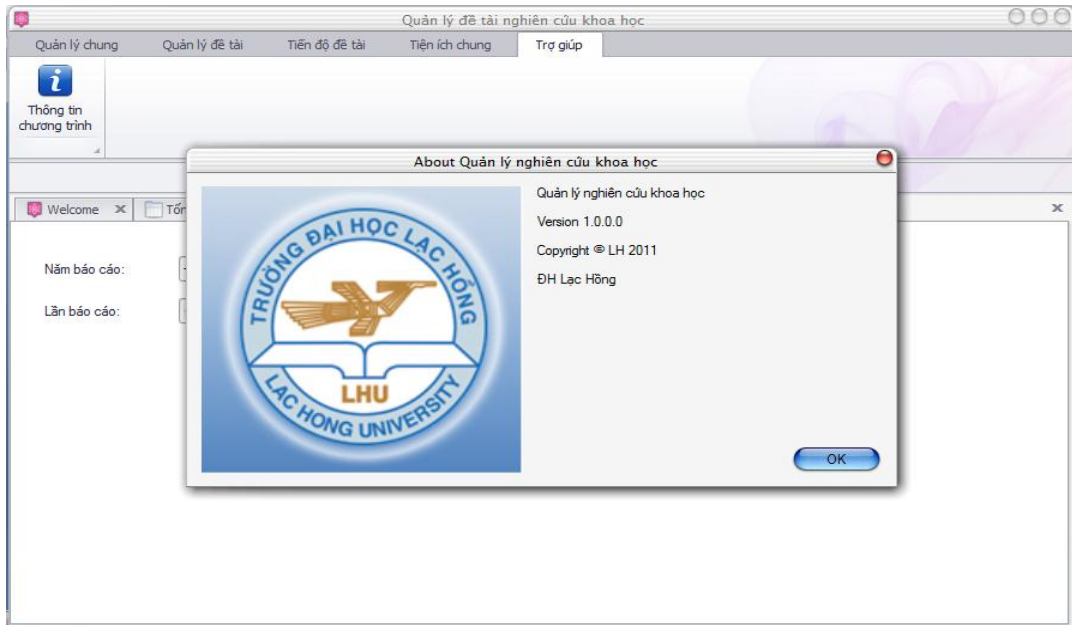 Quản lý đề tài nghiên cứu khoa học
Quản lý chung Quản lý đề tài Tiến độ đề tài Tiện ích chung Trợ giúp
Thông tin
chương trình
About Quản lý nghiên cứu khoa học
Welcome
Năm báo cáo:
Lần báo cáo:
TRƯỜNG ĐẠI HỌC LẠC HỒNG
LHU
LAC HONG UNIVERSITY
Quản lý nghiên cứu khoa học
Version 1.0.0.0
Copyright © LH 2011
ĐH Lạc Hồng
OK